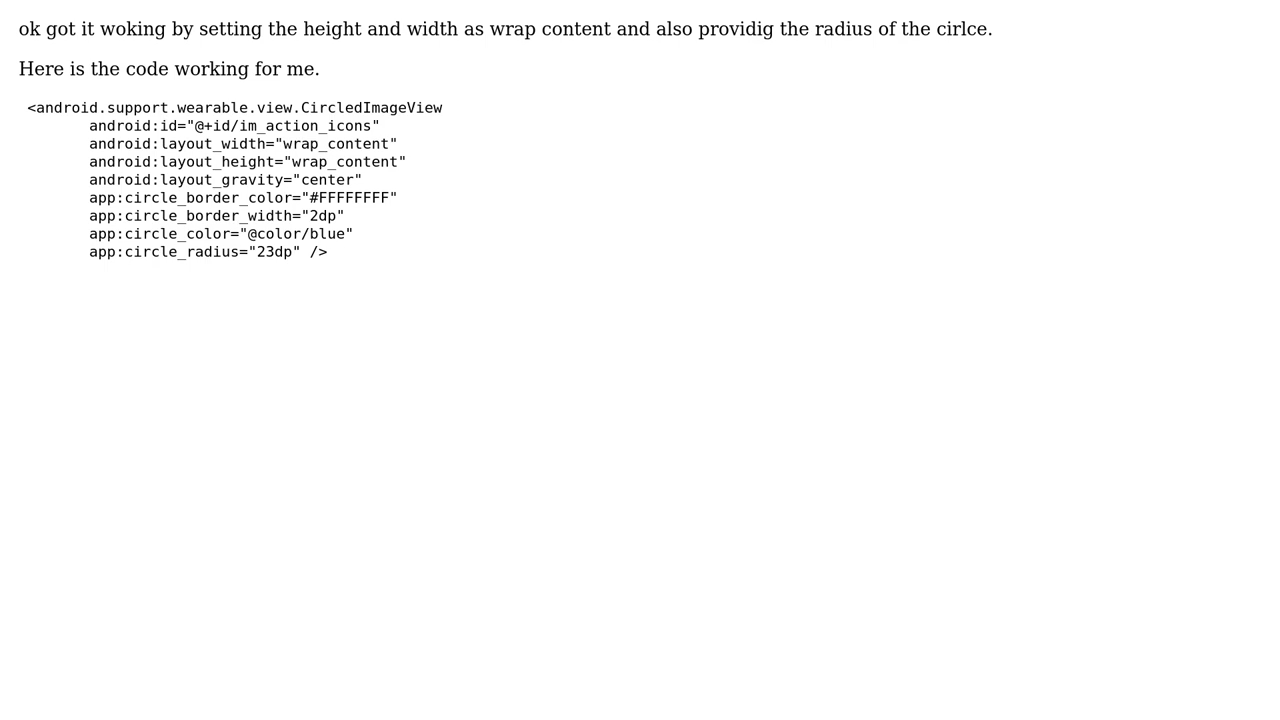 ok got it woking by setting the height and width as wrap content and also providig the radius of the cirlce.
Here is the code working for me.
<android.support.wearable.view.CircledImageView
android:id="@+id/im_action_icons"
android:layout_width="wrap_content"
android:layout_height="wrap_content"
android:layout_gravity="center"
app:circle_border_color="#FFFFFFFF"
app:circle_border_width="2dp"
app:circle_color="@color/blue"
app:circle_radius="23dp" />